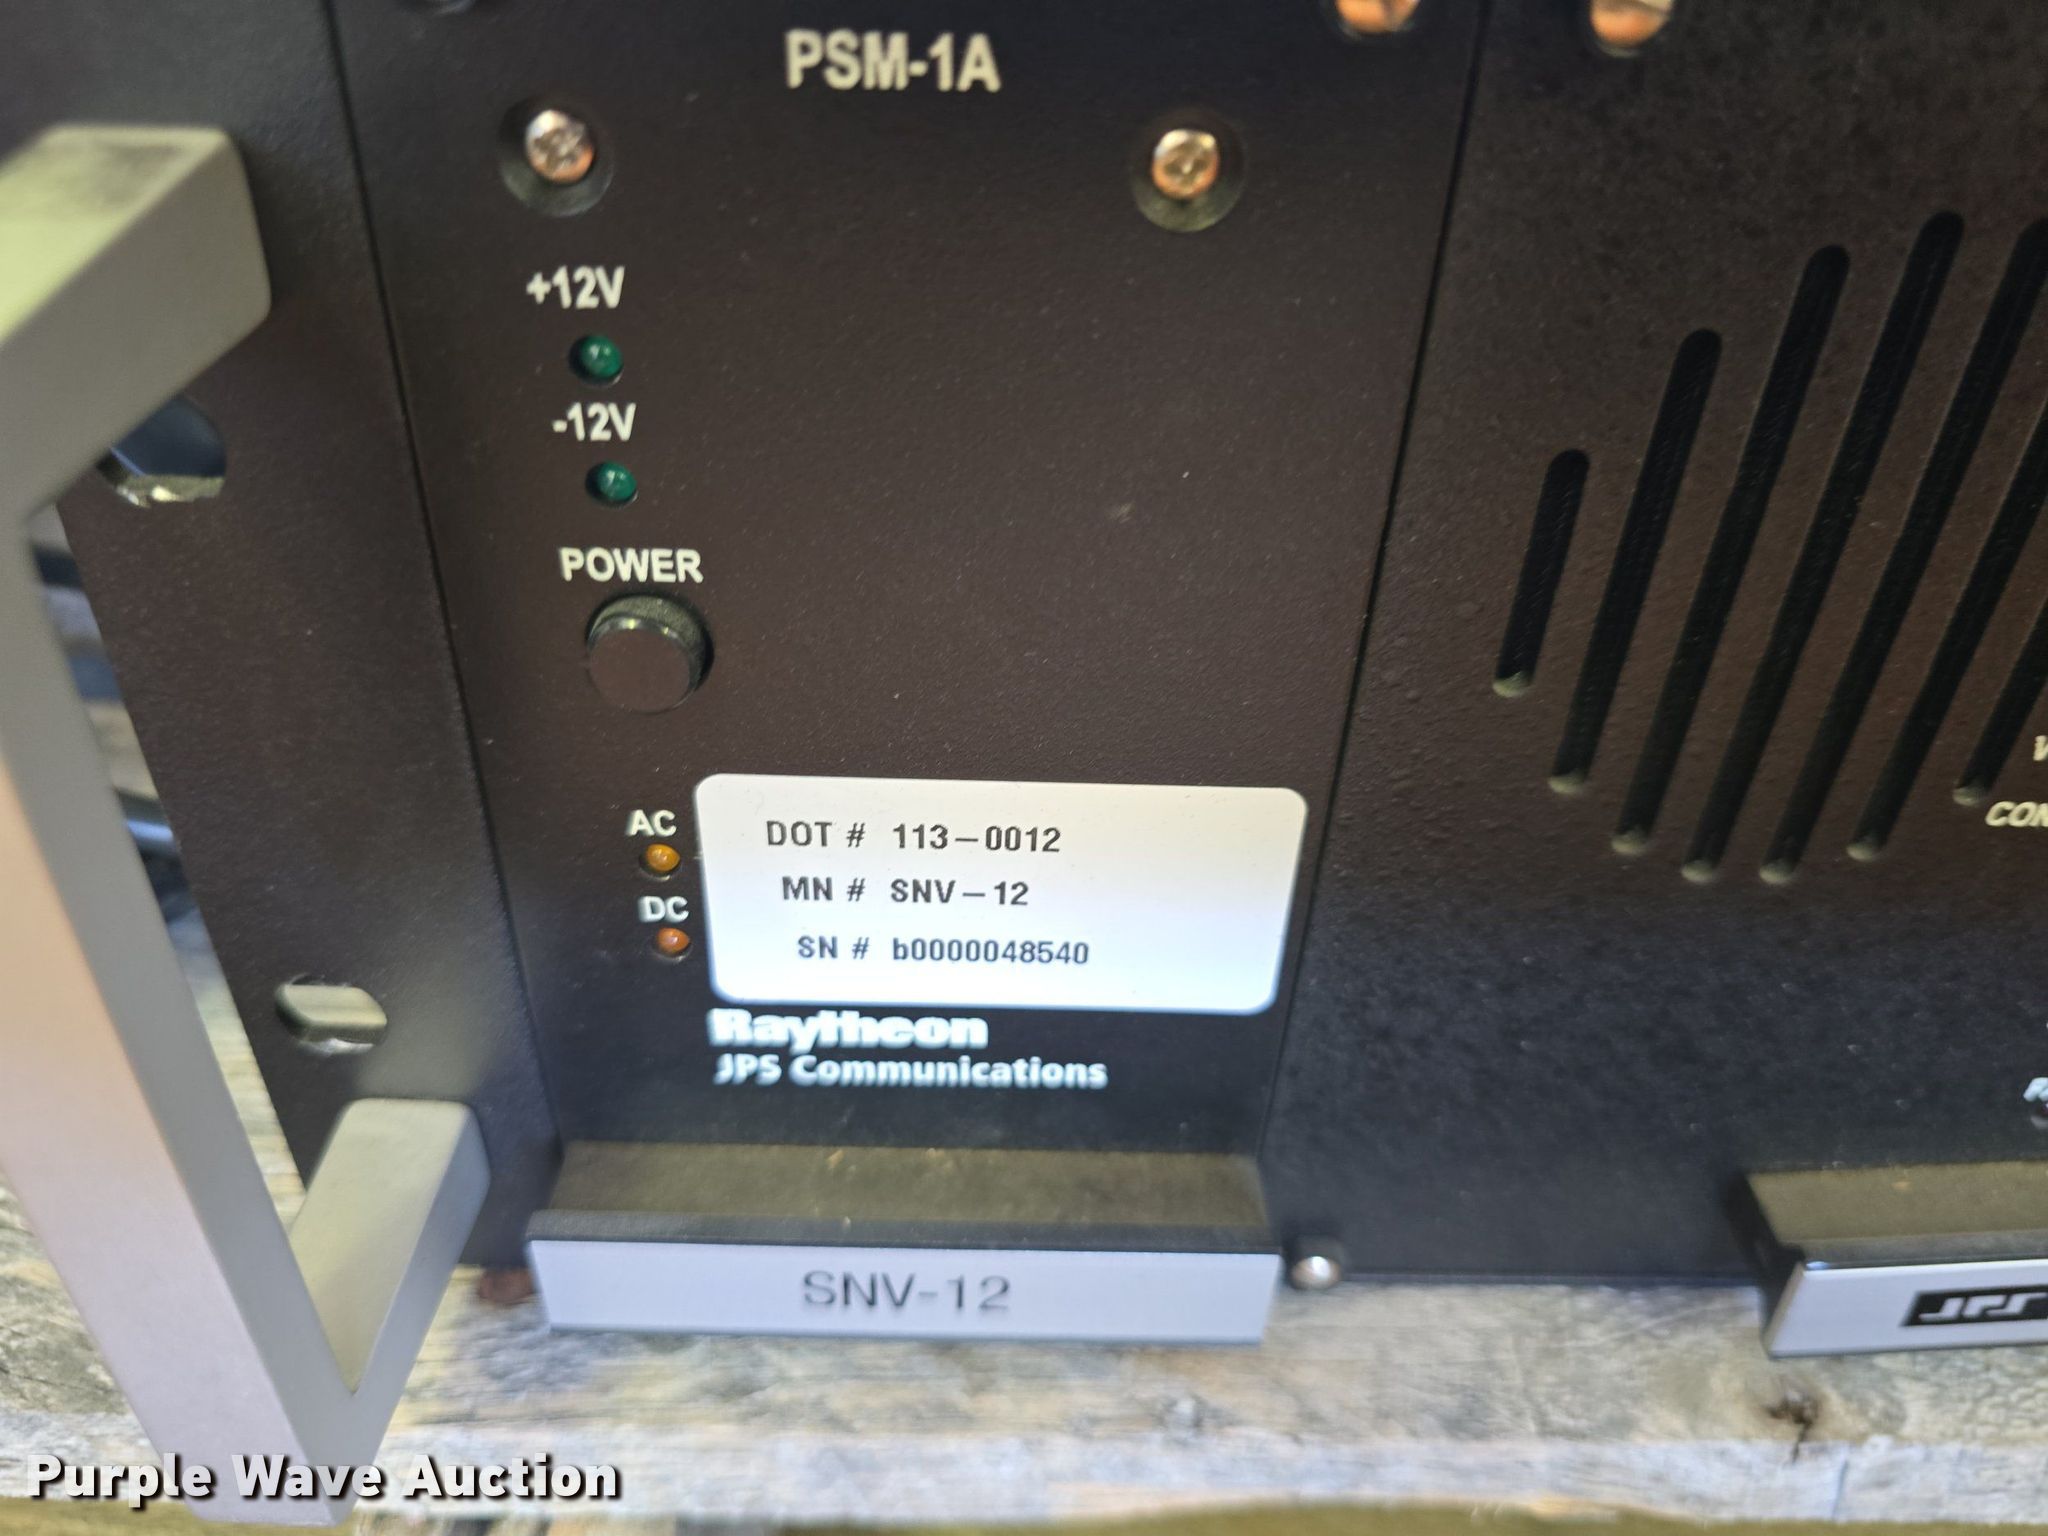 PSM-1A
+12V
-12V
POWER
AC
DC
DOT # 113-0012
MN # SNV-12
SN # b0000048540
Raytheon
JPS Communications
SNV-12
JPS
Purple Wave Auction